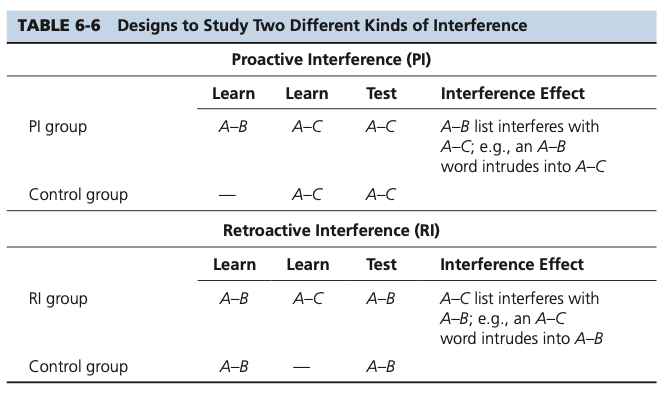 TABLE 6-6 Designs to Study Two Different Kinds of Interference
Proactive Interference (PI)
Learn Learn Test Interference Effect
PI group A–B A–C A–C A–B list interferes with
A–C; e.g., an A–B
word intrudes into A–C
Control group — A–C A–C
Retroactive Interference (RI)
Learn Learn Test Interference Effect
RI group A–B A–C A–B A–C list interferes with
A–B; e.g., an A–C
word intrudes into A–B
Control group A–B — A–B